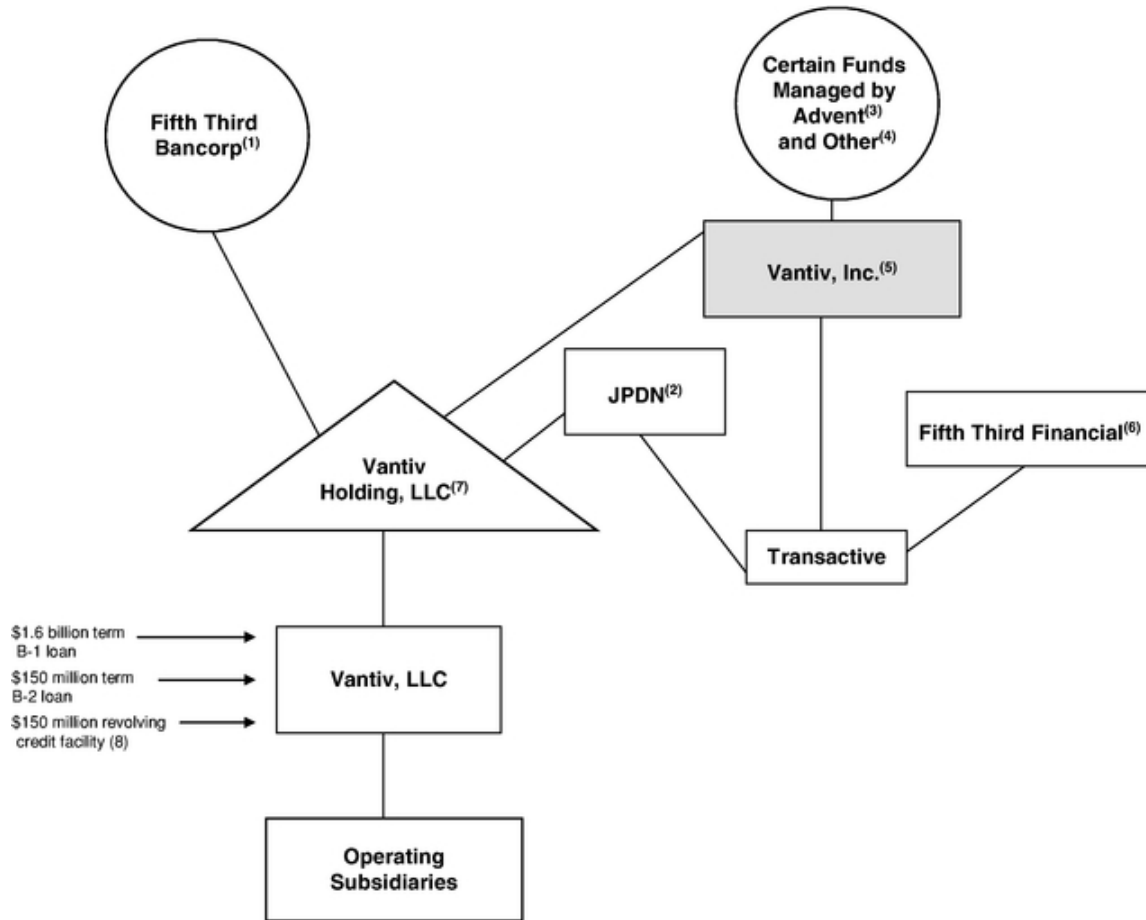 Fifth Third
Bancorp(1)
Certain Funds
Managed by
Advent(3)
and Other(4)
Vantiv, Inc.(5)
JPDN(2)
Fifth Third Financial(6)
Vantiv
Holding, LLC(7)
Transactive
$1.6 billion term
B-1 loan
$150 million term
B-2 loan
$150 million revolving
credit facility (8)
Vantiv, LLC
Operating
Subsidiaries